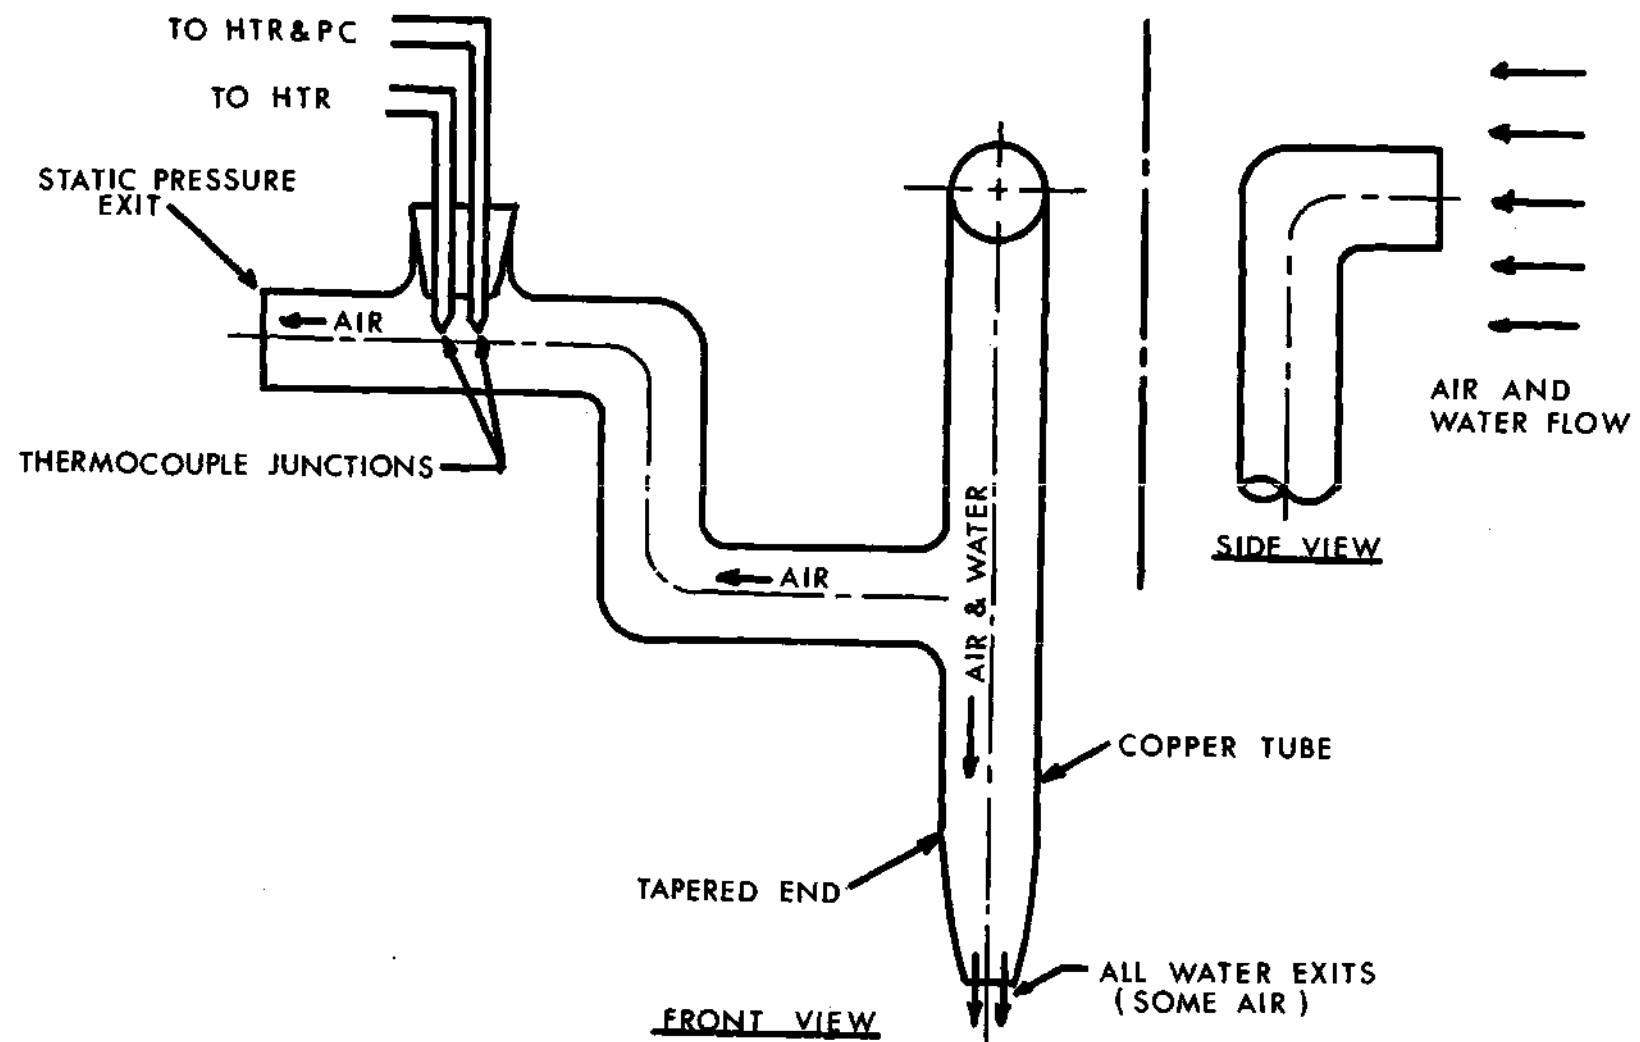 TO HTR&PC
TO HTR
STATIC PRESSURE
EXIT
AIR
THERMOCOUPLE JUNCTIONS
AIR
AIR & WATER
COPPER TUBE
TAPERED END
ALL WATER EXITS
(SOME AIR)
FRONT VIEW
AIR AND
WATER FLOW
SIDE VIEW